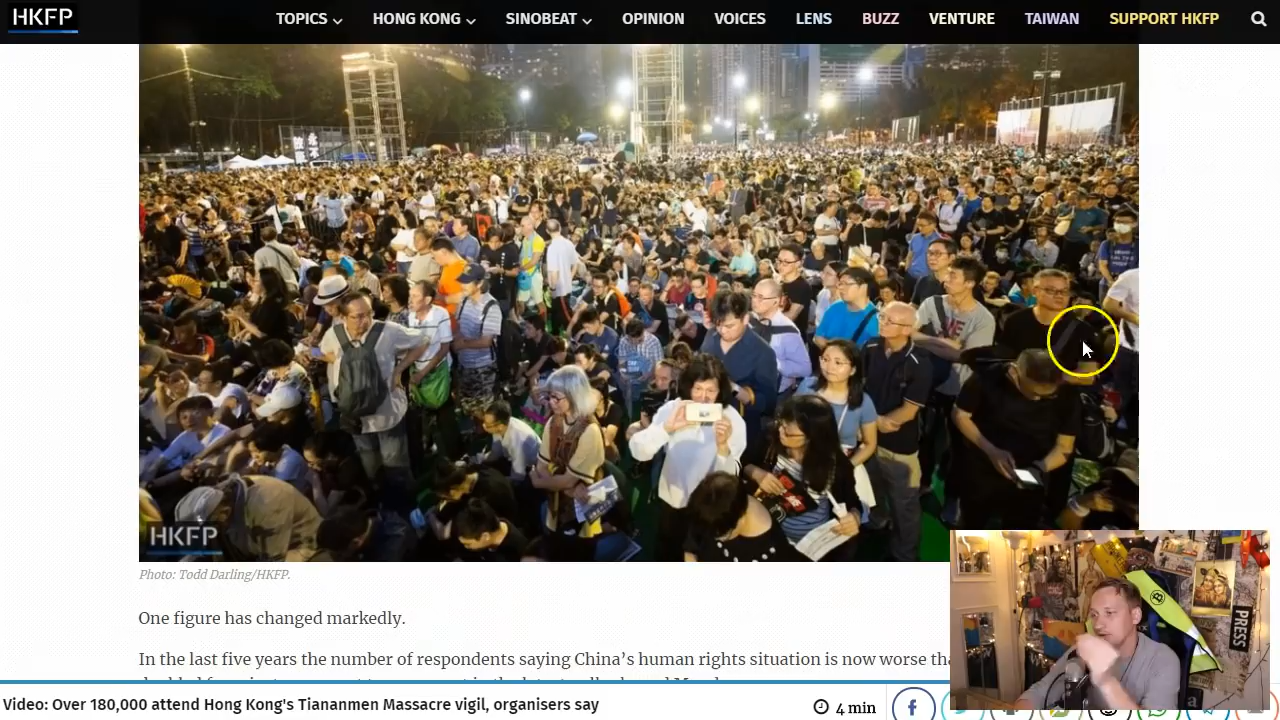 HKFP
TOPICS
HONG KONG
SINOBEAT
OPINION
VOICES
LENS
BUZZ
VENTURE
TAIWAN
SUPPORT HKFP
HKFP
Photo: Todd Darling/HKFP.
One figure has changed markedly.
In the last five years the number of respondents saying China's human rights situation is now worse
PRESS
Video: Over 180,000 attend Hong Kong's Tiananmen Massacre vigil, organisers say
4 min